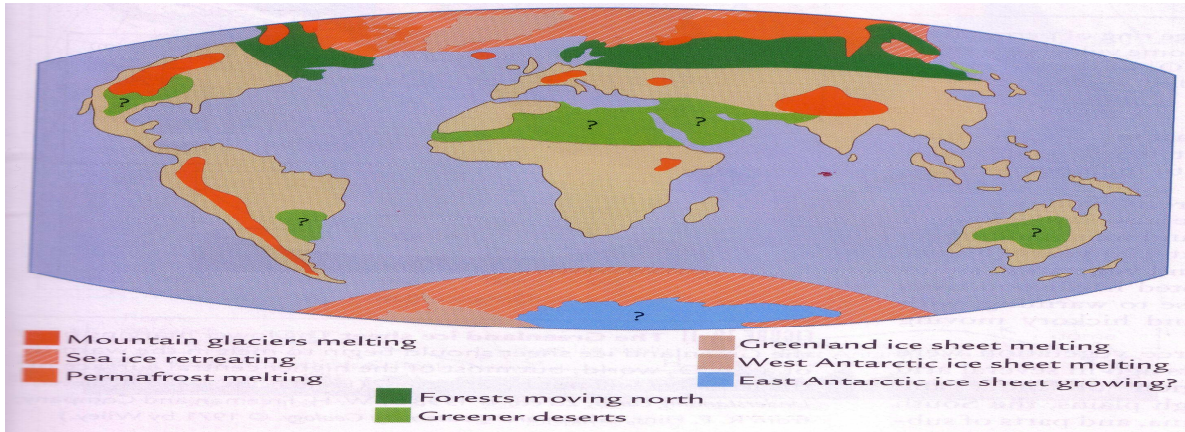 ?
?
?
?
?
?
Mountain glaciers melting
Sea ice retreating
Permafrost melting
Forests moving north
Greener deserts
Greenland ice sheet melting
West Antarctic ice sheet melting
East Antarctic ice sheet growing?